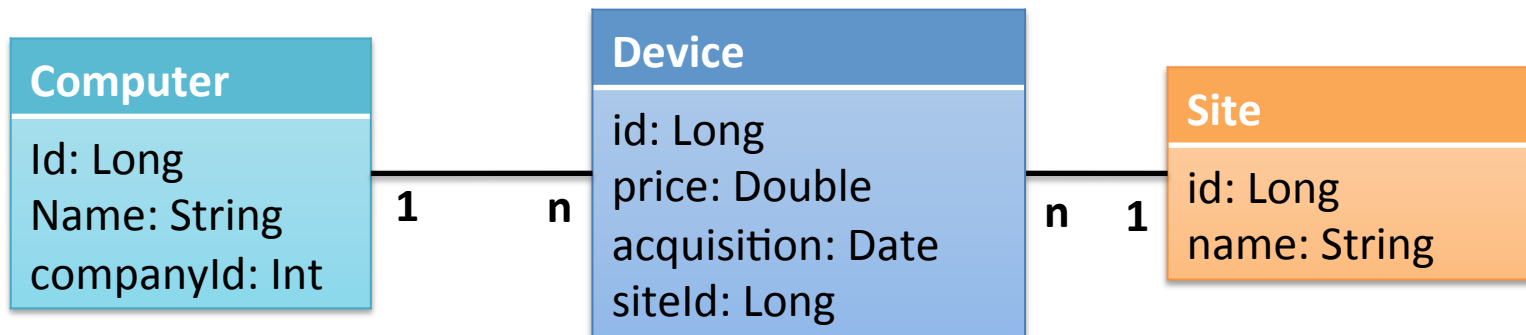 Computer
Id: Long
Name: String
companyId: Int
1
n
Device
id: Long
price: Double
acquisition: Date
siteId: Long
n
1
Site
id: Long
name: String